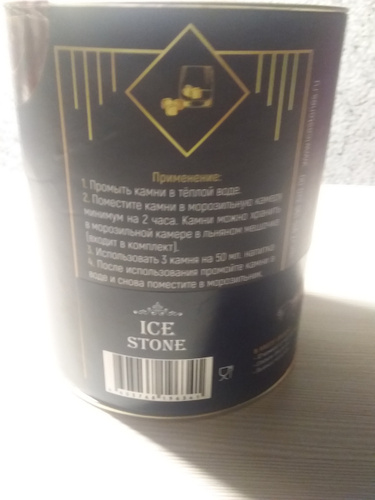 Применение:
1. Промыть камни в тёплой воде.
2. Поместите камни в морозильную камеру
минимум на 2 часа. Камни можно хранить
в морозильной камере в льняном мешочке
(входит в комплект).
3. Использовать 3 камня на 50 мл. напитка
4. После использования промойте камни в
воде и снова поместите в морозильник.
ICE
STONE